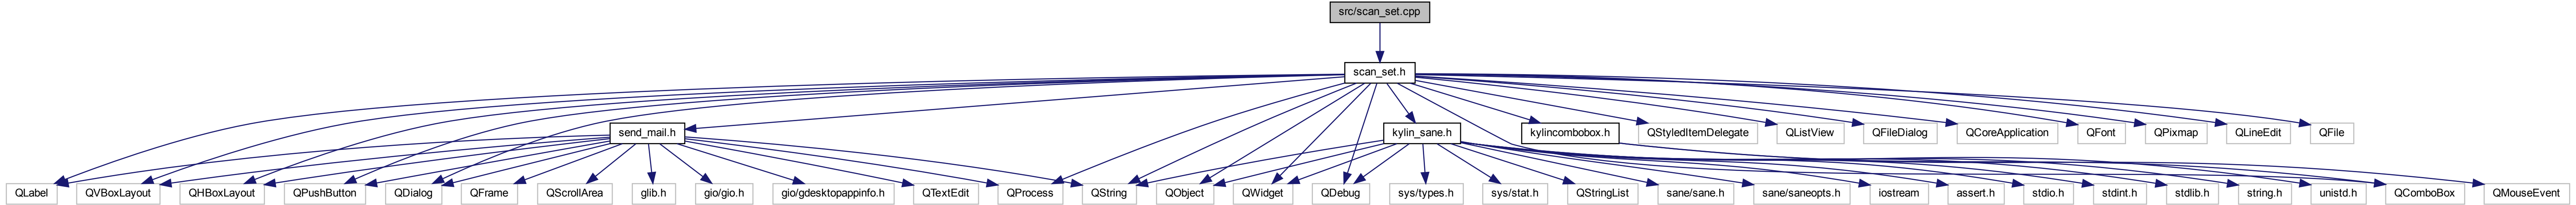 src/scan_set.cpp
scan_set.h
send_mail.h
kylin_sane.h
kylincombobox.h
QStyledItemDelegate
QListView
QFileDialog
QCoreApplication
QFont
QPixmap
QLineEdit
QFile
QLabel
QVBoxLayout
QHBoxLayout
QPushButton
QDialog
QFrame
QScrollArea
glib.h
gio/gio.h
gio/gdesktopappinfo.h
QTextEdit
QProcess
QString
QObject
QWidget
QDebug
sys/types.h
sys/stat.h
QStringList
sane/sane.h
sane/saneopts.h
iostream
assert.h
stdio.h
stdint.h
stdlib.h
string.h
unistd.h
QComboBox
QMouseEvent